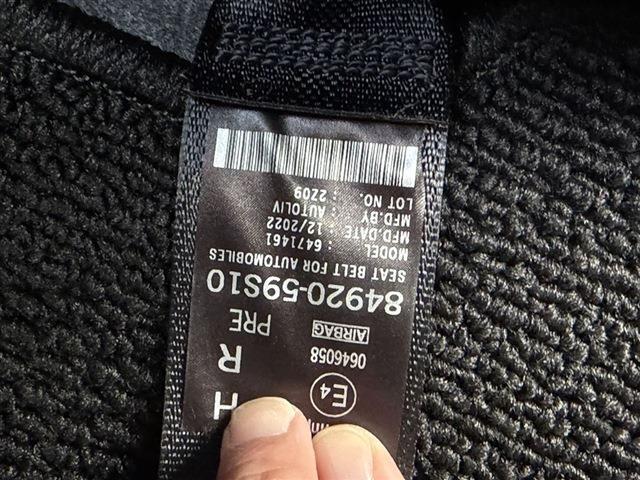 H
E4
R
0646058
AIRBAG
PRE
84920-59S10
SEAT BELT FOR AUTOMOBILES
MODEL : 6471461
MFD.DATE : 12/2022
MFD.BY : AUTOLIV
LOT NO. : 2Z09